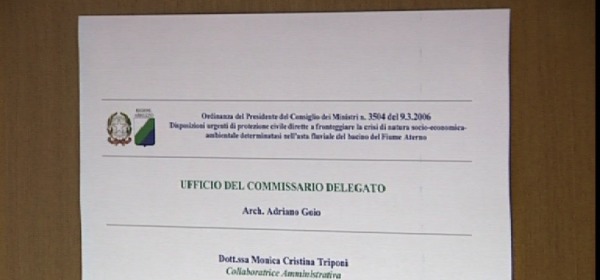 Ordinanza del Presidente del Consiglio dei Ministri n. 3504 del 9.3.2006
Disposizioni urgenti di protezione civile dirette a fronteggiare la crisi di natura socio-economica-
ambientale determinatasi nell'asta fluviale del bacino del Fiume Aterno
UFFICIO DEL COMMISSARIO DELEGATO
Arch. Adriano Goio
Dott.ssa Monica Cristina Triponi
Collaboratrice Amministrativa